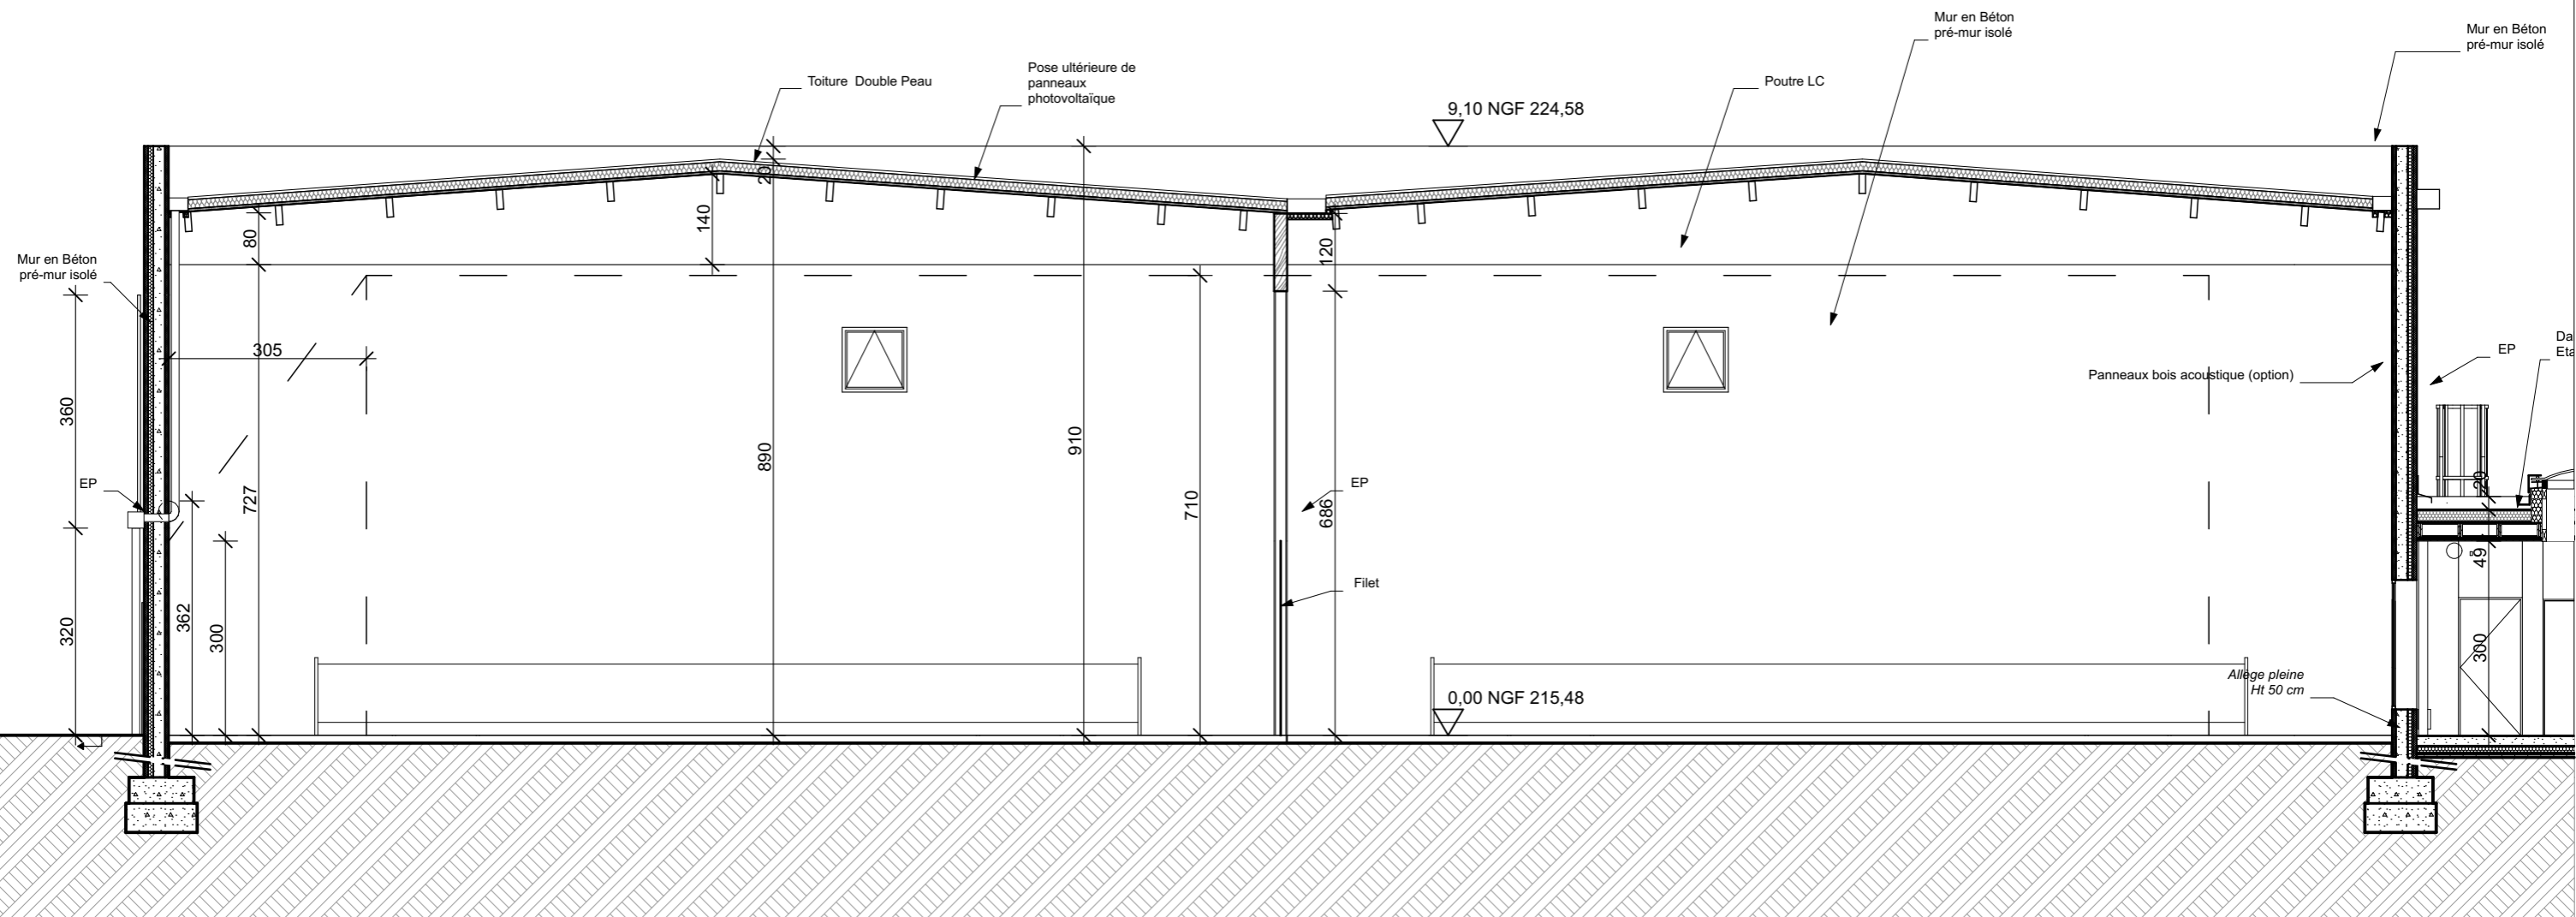 Mur en Béton
pré-mur isolé
Mur en Béton
pré-mur isolé
Pose ultérieure de
panneaux
photovoltaïque
Toiture Double Peau
Poutre LC
9,10 NGF 224,58
20
140
80
120
Mur en Béton
pré-mur isolé
305
EP
Panneaux bois acoustique (option)
360
890
910
EP
727
710
686
EP
20
49
Filet
362
300
320
300
Allège pleine
Ht 50 cm
0,00 NGF 215,48